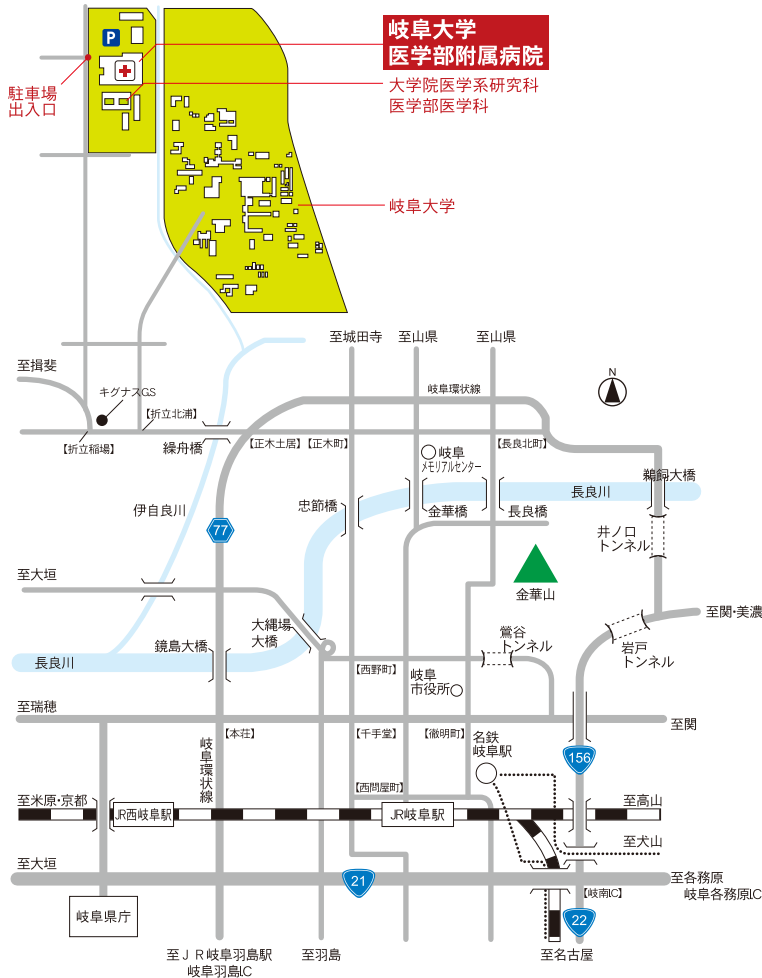 P
岐阜大学
医学部附属病院
大学院医学系研究科
医学部医学科
駐車場
出入口
岐阜大学
至城田寺
至山県
至山県
至揖斐
キグナスGS
岐阜環状線
N
【折立北浦】
【折立稲場】
繰舟橋
【正木土居】
【正木町】
【長良北町】
岐阜
メモリアルセンター
鵜飼大橋
長良川
伊自良川
忠節橋
金華橋
長良橋
77
井ノ口
トンネル
至大垣
金華山
至関・美濃
大縄場
大橋
鶯谷
トンネル
鏡島大橋
岩戸
トンネル
長良川
【西野町】
岐阜
市役所
至瑞穂
至関
【本荘】
【千手堂】
【徹明町】
名鉄
岐阜駅
岐阜環状線
156
【西問屋町】
至米原・京都
JR西岐阜駅
JR岐阜駅
至高山
至犬山
至大垣
21
至各務原
岐阜各務原IC
【岐南IC】
岐阜県庁
22
至JR岐阜羽島駅
岐阜羽島IC
至羽島
至名古屋